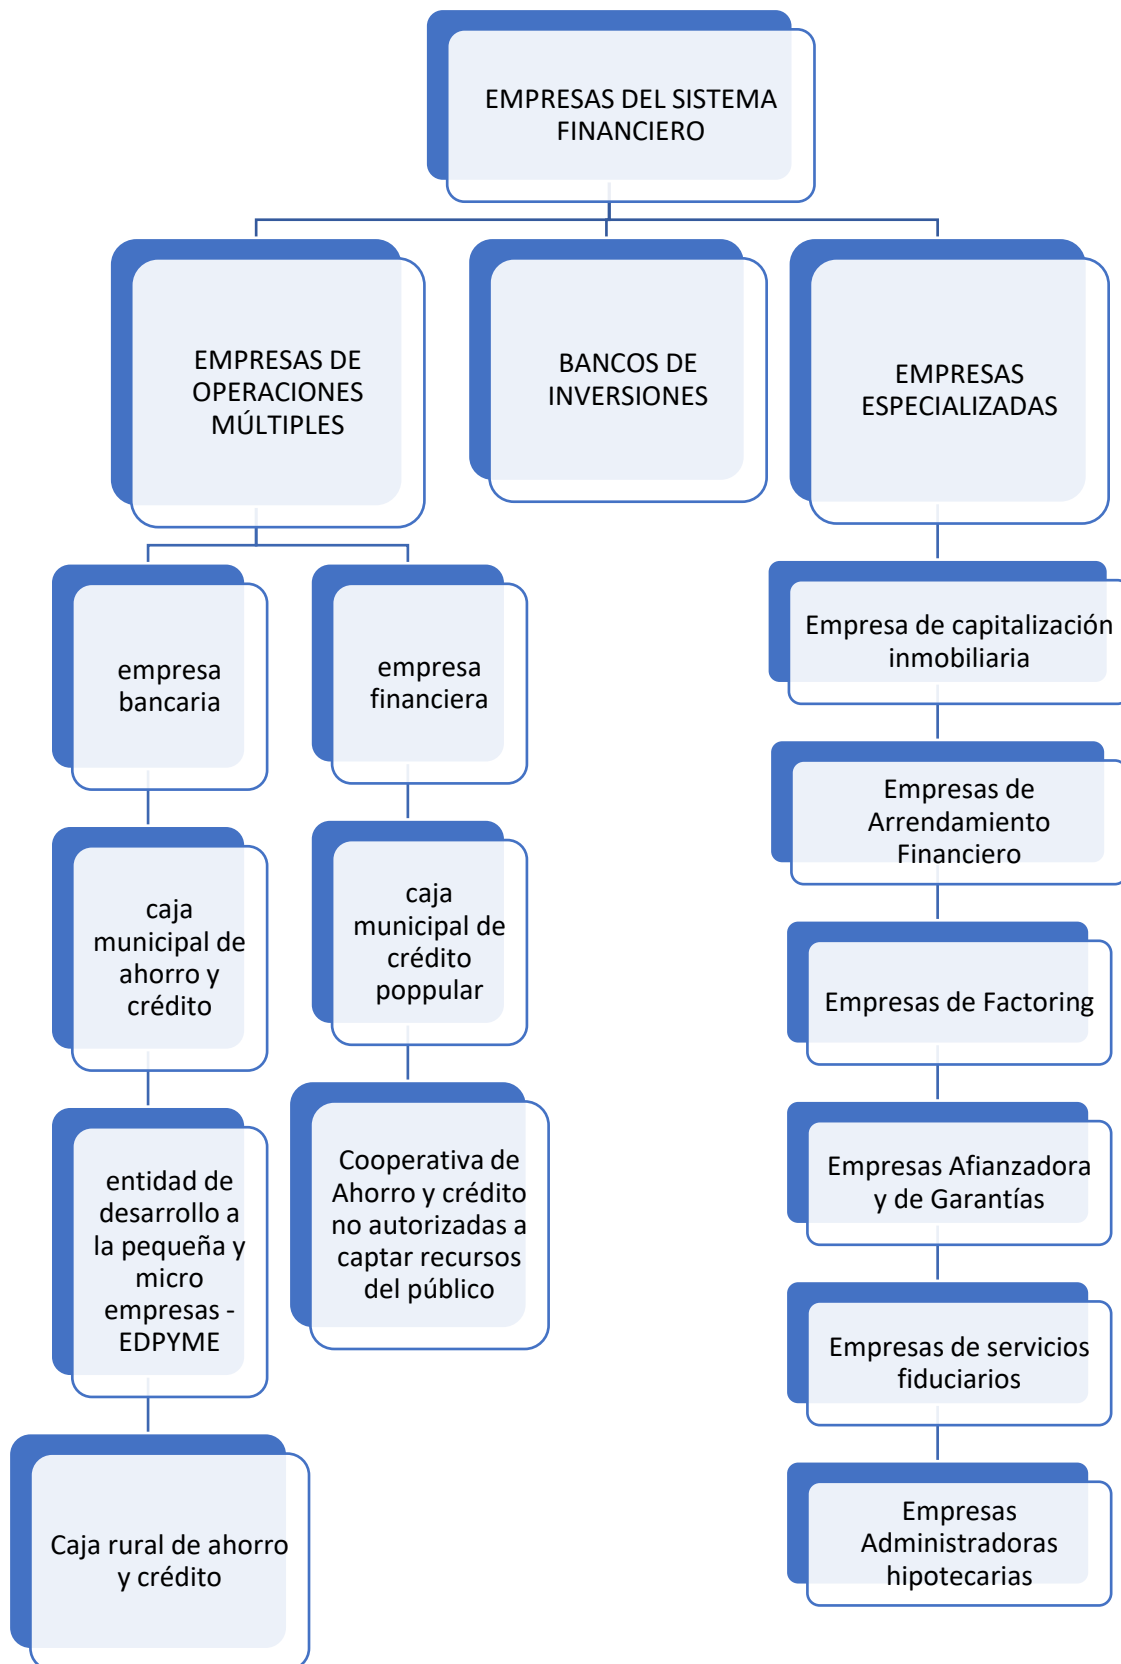 EMPRESAS DEL SISTEMA
FINANCIERO
EMPRESAS DE
OPERACIONES
MÚLTIPLES
BANCOS DE
INVERSIONES
EMPRESAS
ESPECIALIZADAS
empresa
bancaria
empresa
financiera
Empresa de capitalización
inmobiliaria
caja
municipal de
ahorro y
crédito
caja
municipal de
crédito
poppular
Empresas de
Arrendamiento
Financiero
Empresas de Factoring
entidad de
desarrollo a
la pequeña y
micro
empresas -
EDPYME
Cooperativa de
Ahorro y crédito
no autorizadas a
captar recursos
del público
Empresas Afianzadora
y de Garantías
Empresas de servicios
fiduciarios
Caja rural de ahorro
y crédito
Empresas
Administradoras
hipotecarias